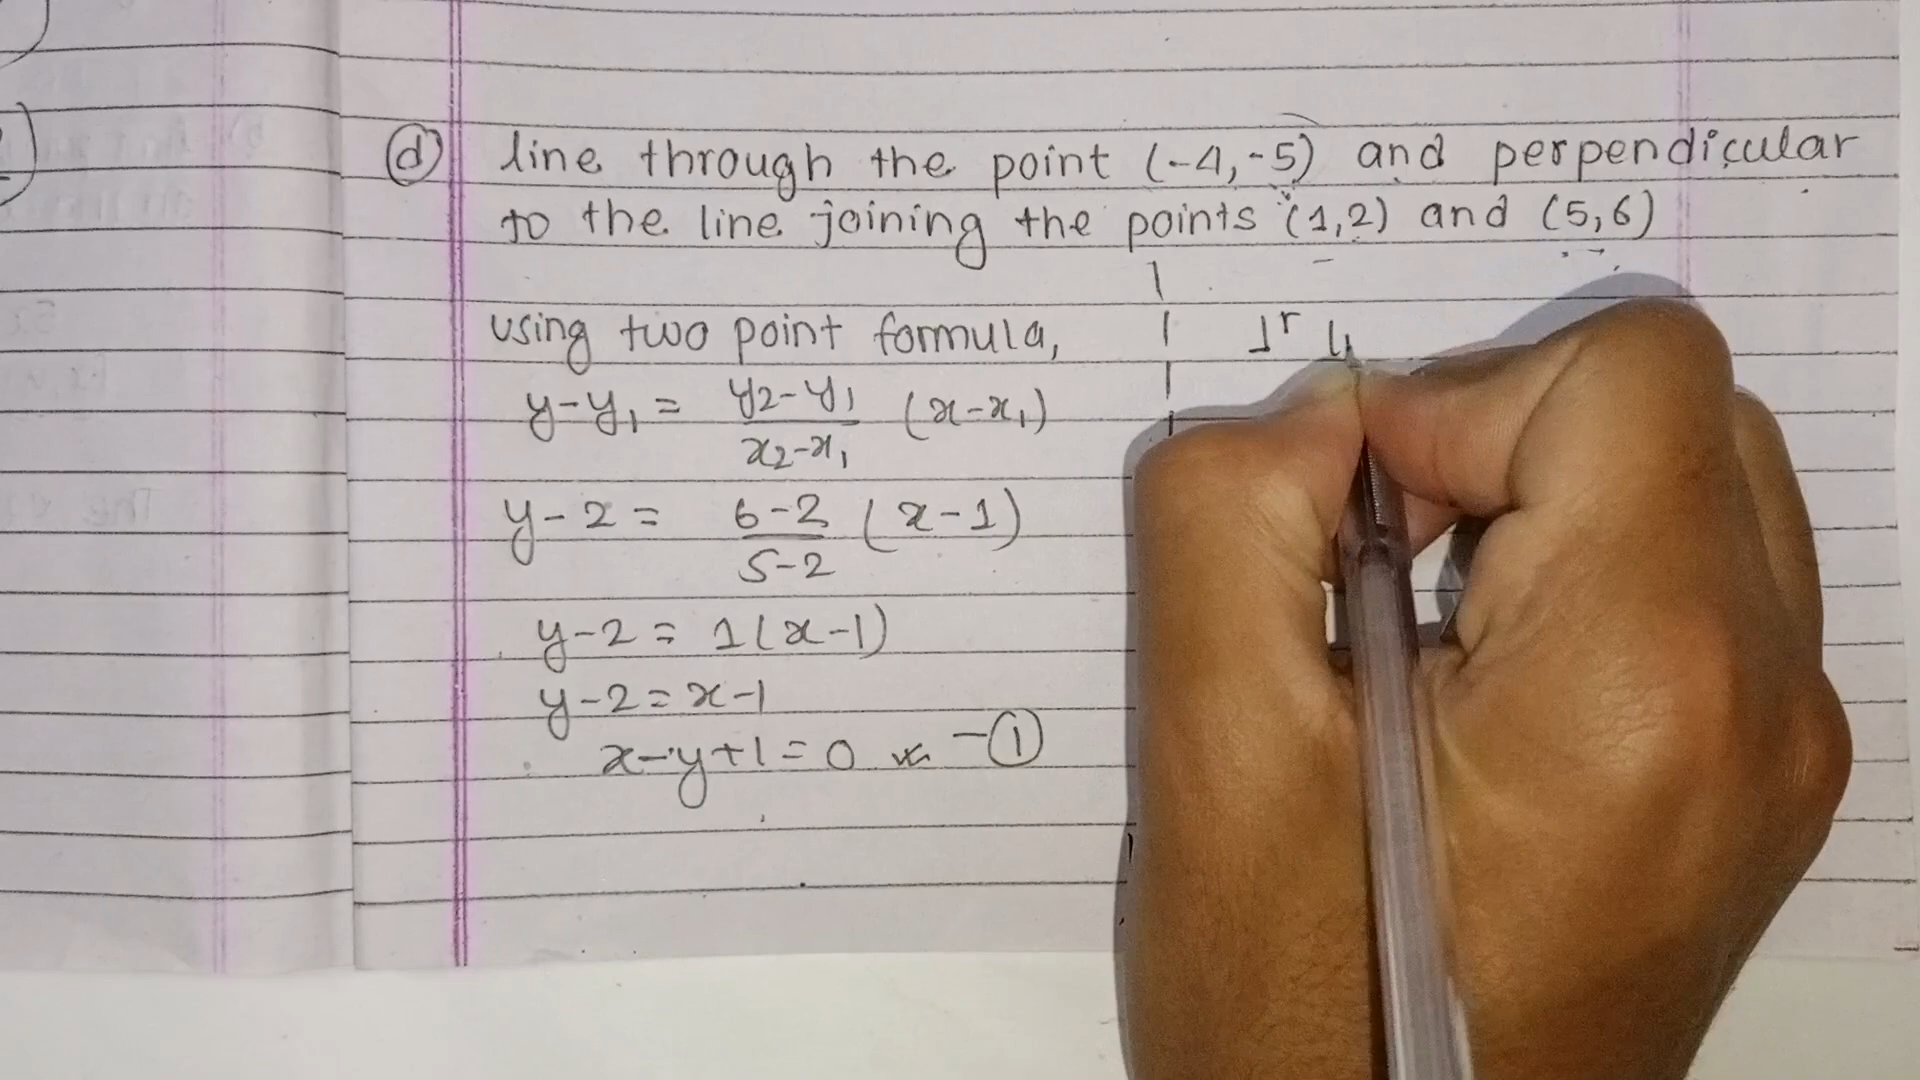 (d) line through the point (-4,-5) and perpendicular
to the line joining the points (1,2) and (5,6)
using two point formula,
y-y₁ = y₂-y₁/x₂-x₁ (x-x₁)
y-2 = 6-2/5-2 (x-1)
y-2 = 1(x-1)
y-2 = x-1
x-y+1=0 -①
⊥r